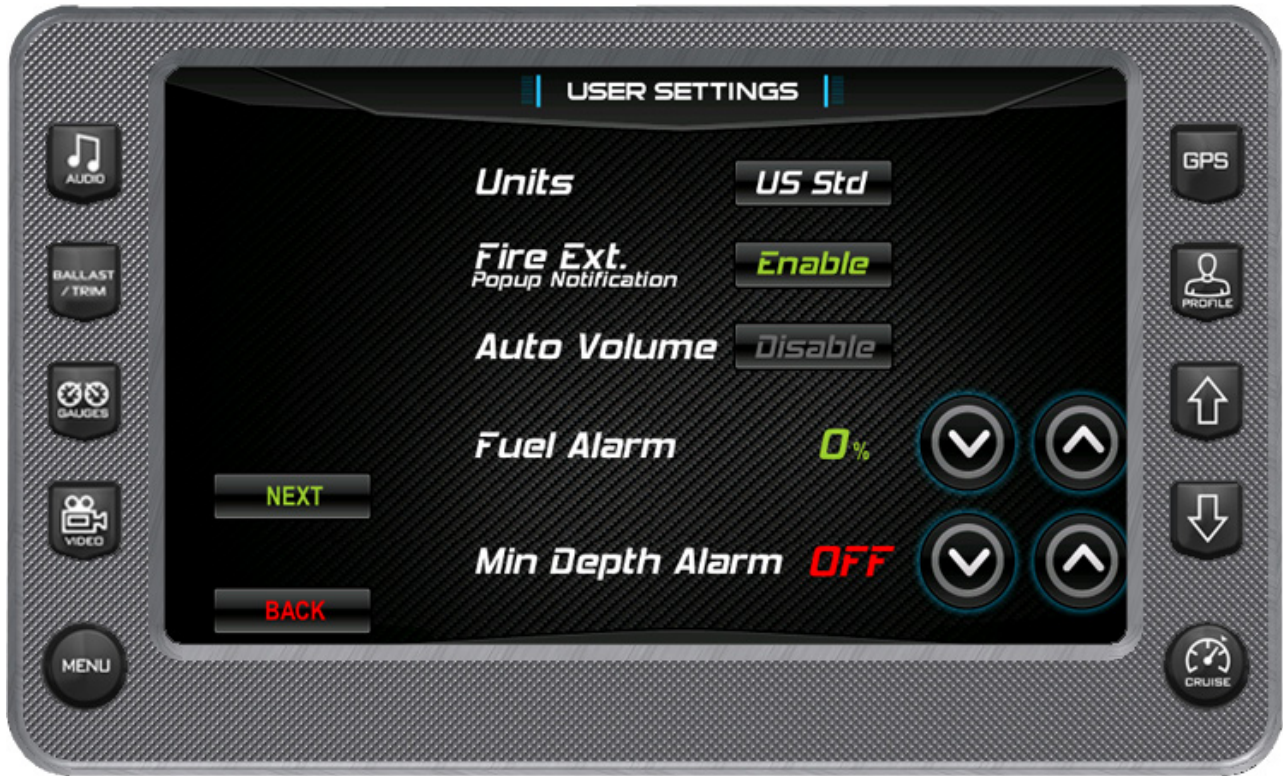 USER SETTINGS
AUDIO
GPS
Units US Std
BALLAST
/ TRIM
Fire Ext. Enable
Popup Notification
PROFILE
Auto Volume Disable
GAUGES
Fuel Alarm 0%
NEXT
VIDEO
Min Depth Alarm OFF
BACK
MENU
CRUISE